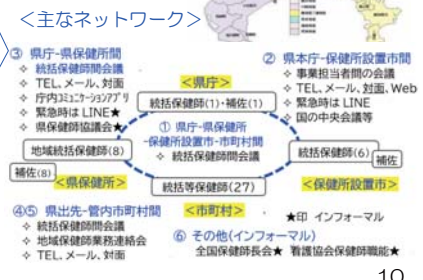 ＜主なネットワーク＞
③ 県庁-県保健所間
❖ 統括保健師間会議
❖ TEL、メール、対面
❖ 庁内コミュニケーションアプリ
❖ 緊急時は LINE★
❖ 県保健師協議会★
② 県本庁-保健所設置市間
❖ 事業担当者間の会議
❖ TEL、メール、対面、Web
❖ 緊急時は LINE
❖ 国の中央会議等
＜県庁＞
統括保健師(1)・補佐(1)
① 県庁-県保健所
-保健所設置市-市町村間
❖ 統括保健師間会議
地域統括保健師(8)
補佐(8)
＜県保健所＞
統括保健師(6)
補佐
＜保健所設置市＞
統括等保健師(27)
＜市町村＞
④⑤ 県出先-管内市町村間
❖ 統括保健師間会議
❖ 地域保健師業務連絡会
❖ TEL、メール、対面
★印 インフォーマル
⑥ その他(インフォーマル)
全国保健師長会★ 看護協会保健師職能★
10